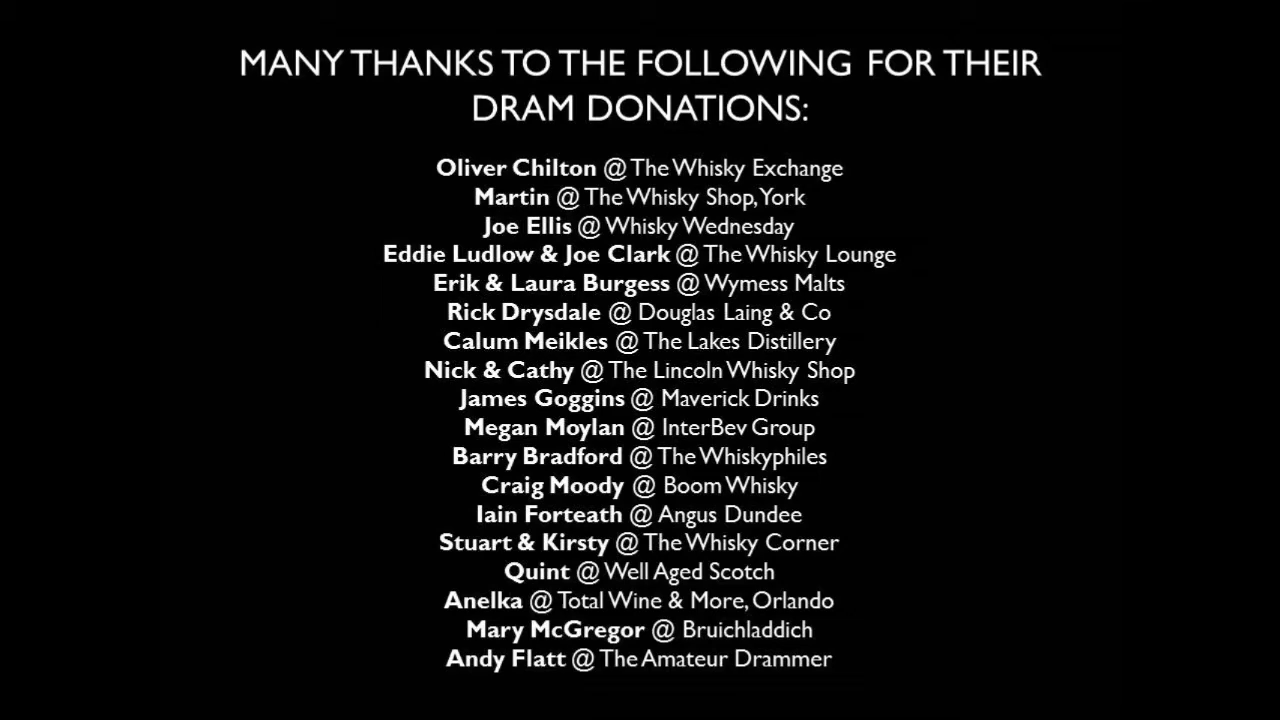 MANY THANKS TO THE FOLLOWING FOR THEIR
DRAM DONATIONS:
Oliver Chilton @ The Whisky Exchange
Martin @ The Whisky Shop, York
Joe Ellis @ Whisky Wednesday
Eddie Ludlow & Joe Clark @ The Whisky Lounge
Erik & Laura Burgess @ Wymess Malts
Rick Drysdale @ Douglas Laing & Co
Calum Meikles @ The Lakes Distillery
Nick & Cathy @ The Lincoln Whisky Shop
James Goggins @ Maverick Drinks
Megan Moylan @ InterBev Group
Barry Bradford @ The Whiskyphiles
Craig Moody @ Boom Whisky
Iain Forteath @ Angus Dundee
Stuart & Kirsty @ The Whisky Corner
Quint @ Well Aged Scotch
Anelka @ Total Wine & More, Orlando
Mary McGregor @ Bruichladdich
Andy Flatt @ The Amateur Drammer